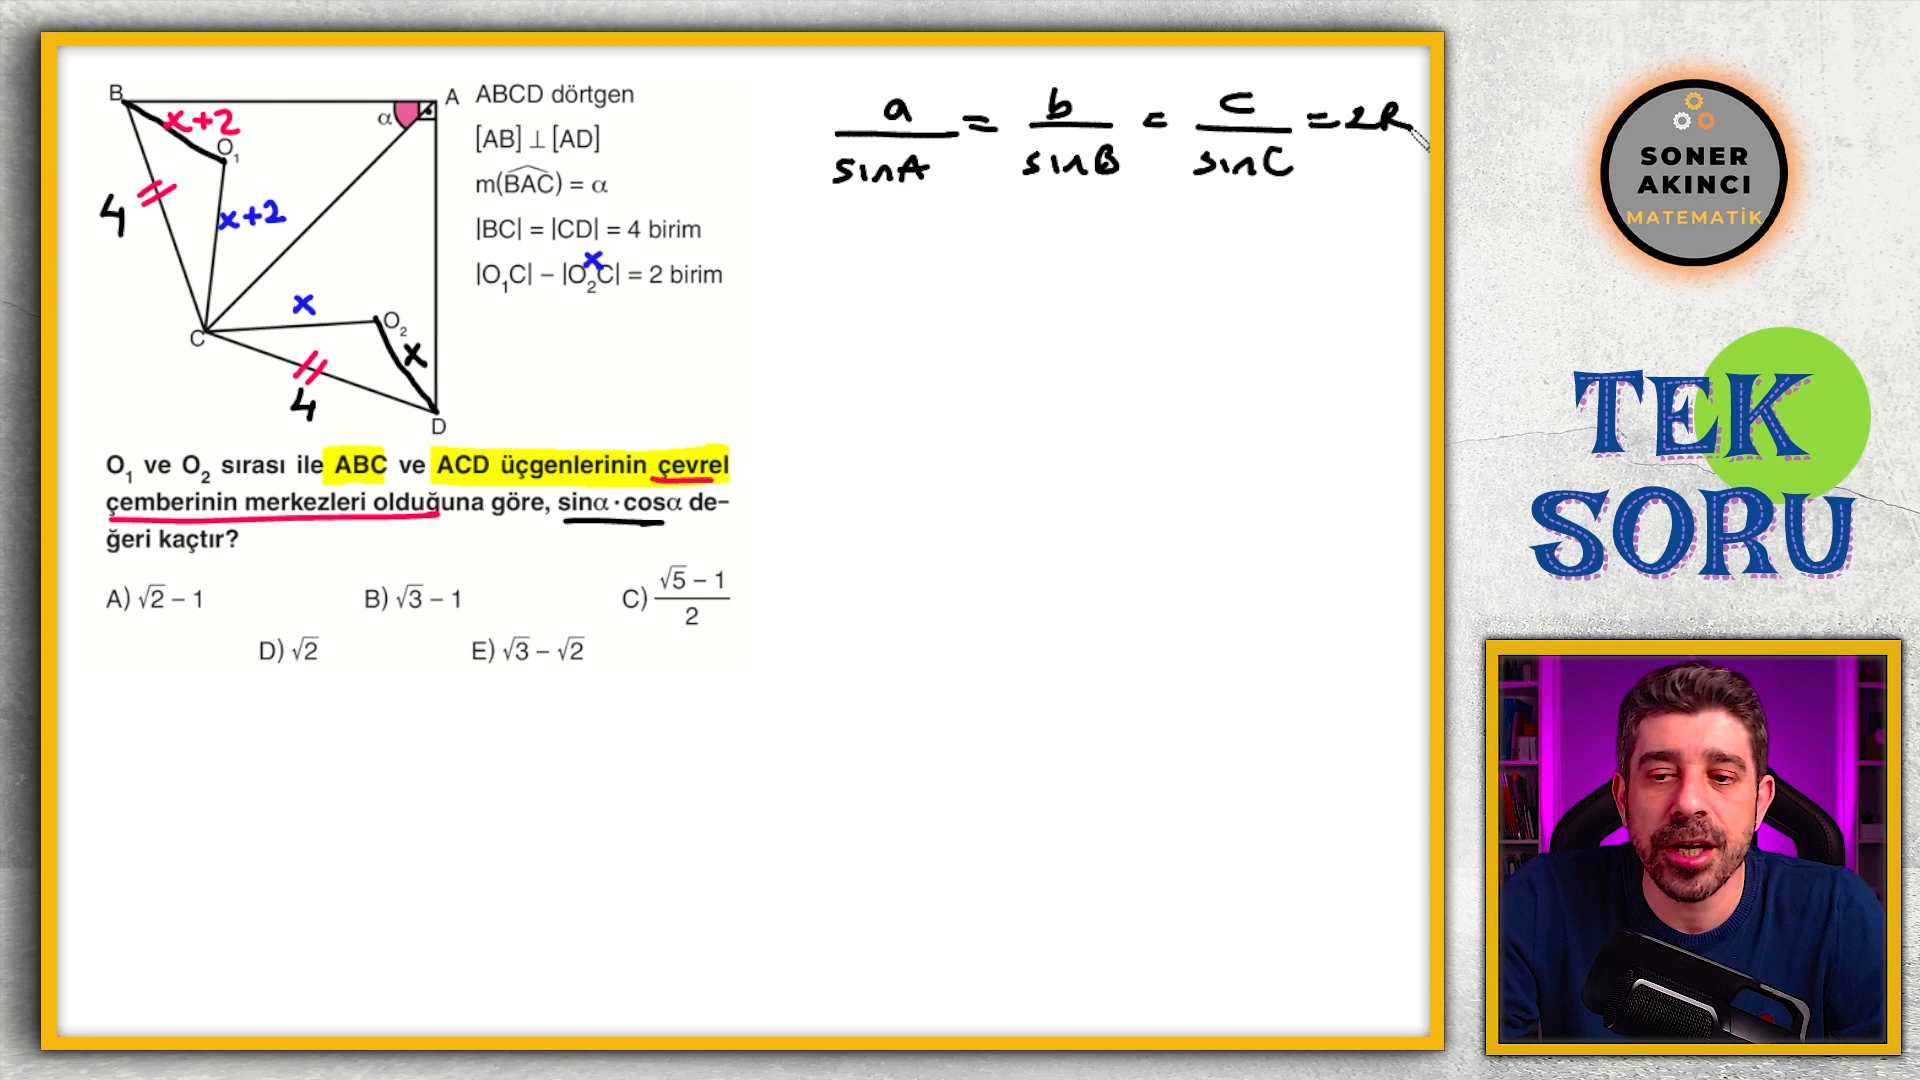 B
A
α
x+2
O1
4
x+2
x
C
O2
x
4
D
ABCD dörtgen
[AB] ⊥ [AD]
m(BAC) = α
|BC| = |CD| = 4 birim
x
|O1C| – |O2C| = 2 birim
a/sinA = b/sinB = c/sinC = 2R
O1 ve O2 sırası ile ABC ve ACD üçgenlerinin çevrel
çemberinin merkezleri olduğuna göre, sinα · cosα de-
ğeri kaçtır?
A) √2 – 1 B) √3 – 1 C) (√5 – 1)/2
D) √2 E) √3 – √2
SONER
AKINCI
MATEMATİK
TEK
SORU